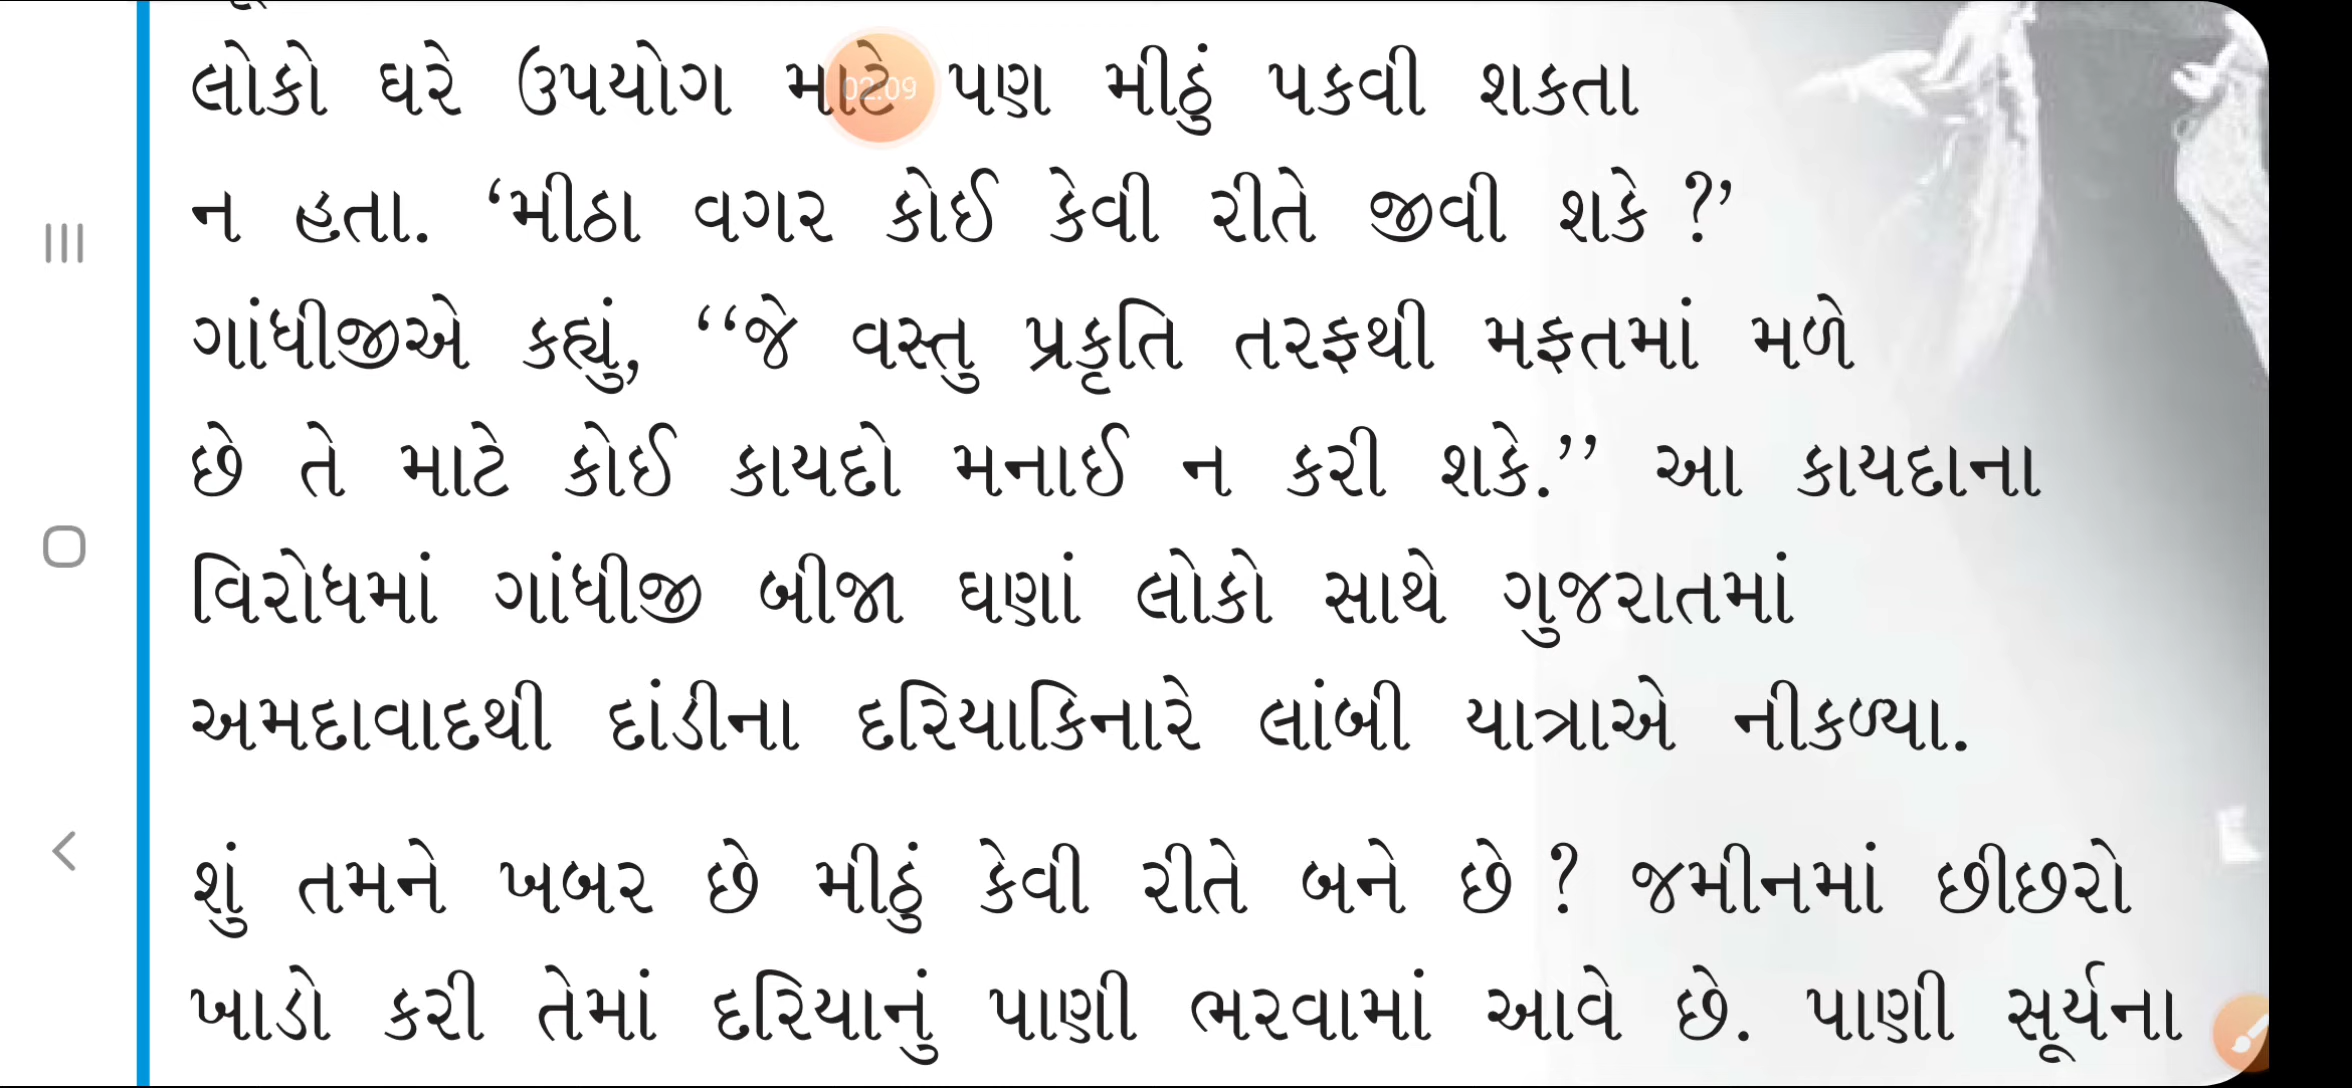 લોકો ઘરે ઉપયોગ માટે પણ મીઠું પકવી શકતા
02:09
ન હતા. ‘મીઠા વગર કોઈ કેવી રીતે જીવી શકે ?’
ગાંધીજીએ કહ્યું, ‘‘જે વસ્તુ પ્રકૃતિ તરફથી મફતમાં મળે
છે તે માટે કોઈ કાયદો મનાઈ ન કરી શકે.’’ આ કાયદાના
વિરોધમાં ગાંધીજી બીજા ઘણાં લોકો સાથે ગુજરાતમાં
અમદાવાદથી દાંડીના દરિયાકિનારે લાંબી યાત્રાએ નીકળ્યા.
શું તમને ખબર છે મીઠું કેવી રીતે બને છે ? જમીનમાં છીછરો
ખાડો કરી તેમાં દરિયાનું પાણી ભરવામાં આવે છે. પાણી સૂર્યના